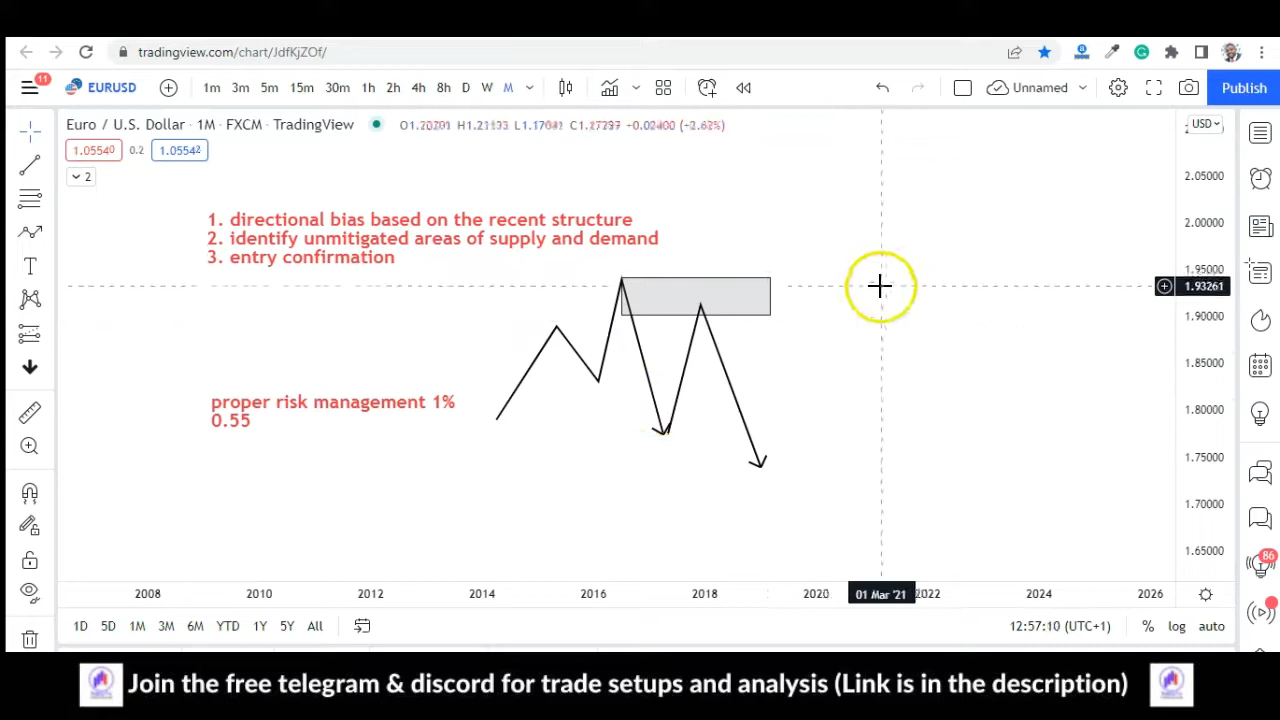 tradingview.com/chart/JdfKjZOf/
11
EURUSD
1m 3m 5m 15m 30m 1h 2h 4h 8h D W M
Unnamed
Publish
Euro / U.S. Dollar · 1M · FXCM · TradingView
USD
1.05540
0.2
1.05542
2
1. directional bias based on the recent structure
2. identify unmitigated areas of supply and demand
3. entry confirmation
proper risk management 1%
0.55
2.05000
2.00000
1.95000
1.93261
1.90000
1.85000
1.80000
1.75000
1.70000
1.65000
86
2008 2010 2012 2014 2016 2018 2020 01 Mar '21 2022 2024 2026
1D 5D 1M 3M 6M YTD 1Y 5Y All
12:57:10 (UTC+1) % log auto
Join the free telegram & discord for trade setups and analysis (Link is in the description)